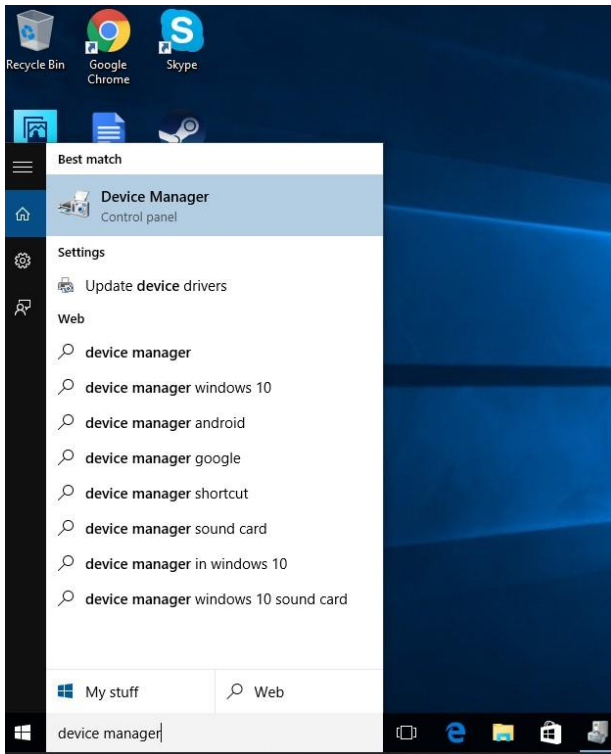 Recycle Bin
Google
Chrome
Skype
Best match
Device Manager
Control panel
Settings
Update device drivers
Web
device manager
device manager windows 10
device manager android
device manager google
device manager shortcut
device manager sound card
device manager in windows 10
device manager windows 10 sound card
My stuff
Web
device manager